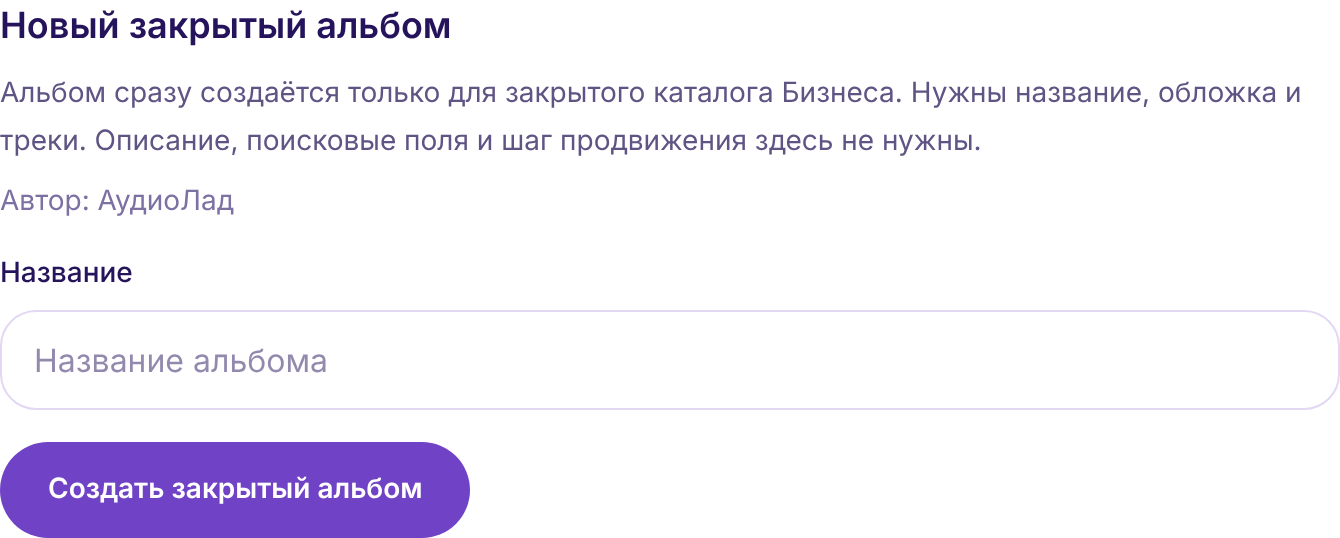 Новый закрытый альбом
Альбом сразу создаётся только для закрытого каталога Бизнеса. Нужны название, обложка и
треки. Описание, поисковые поля и шаг продвижения здесь не нужны.
Автор: АудиоЛад
Название
Название альбома
Создать закрытый альбом